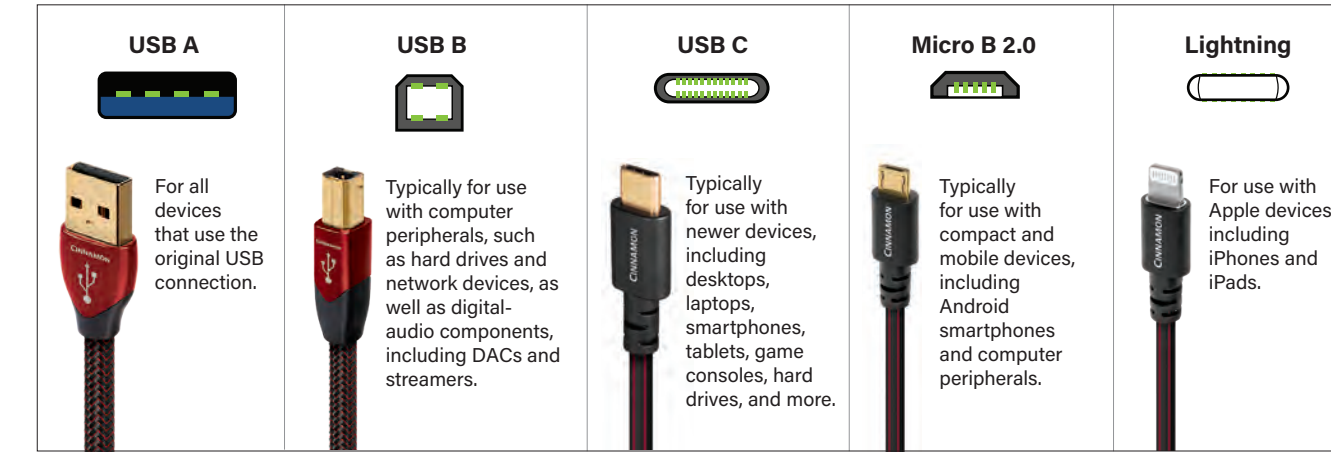 USB A
For all
devices
that use the
original USB
connection.
CINNAMON
USB B
Typically for use
with computer
peripherals, such
as hard drives and
network devices, as
well as digital-
audio components,
including DACs and
streamers.
CINNAMON
USB C
Typically
for use with
newer devices,
including
desktops,
laptops,
smartphones,
tablets, game
consoles, hard
drives, and more.
CINNAMON
Micro B 2.0
Typically
for use with
compact and
mobile devices,
including
Android
smartphones
and computer
peripherals.
CINNAMON
Lightning
For use with
Apple devices
including
iPhones and
iPads.
CINNAMON